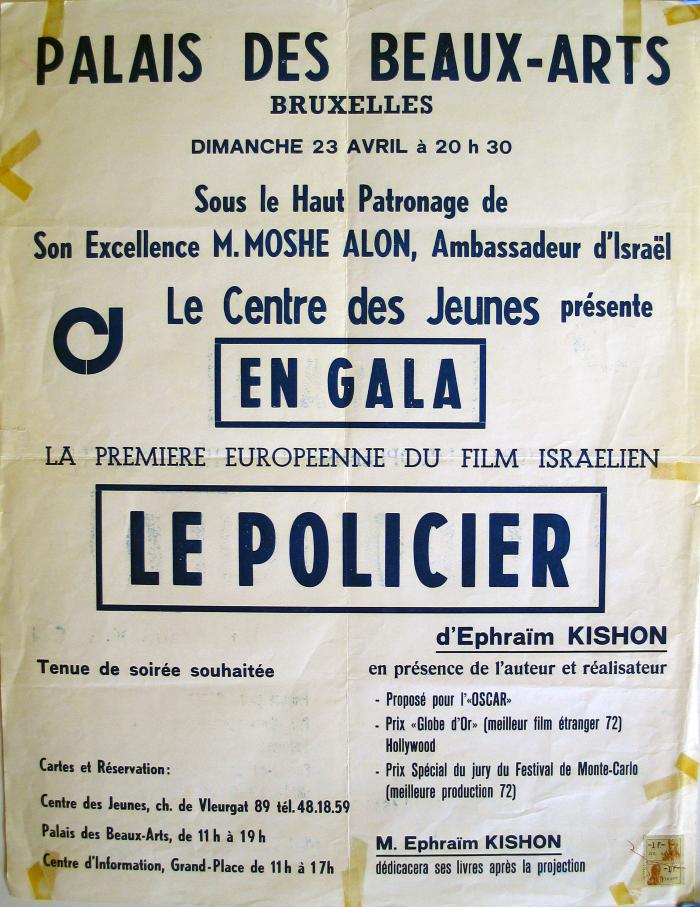 PALAIS DES BEAUX-ARTS
BRUXELLES
DIMANCHE 23 AVRIL à 20 h 30
Sous le Haut Patronage de
Son Excellence M. MOSHE ALON, Ambassadeur d'Israël
Le Centre des Jeunes présente
EN GALA
LA PREMIERE EUROPEENNE DU FILM ISRAELIEN
LE POLICIER
d'Ephraïm KISHON
Tenue de soirée souhaitée
en présence de l'auteur et réalisateur
- Proposé pour l'«OSCAR»
- Prix «Globe d'Or» (meilleur film étranger 72)
Hollywood
- Prix Spécial du jury du Festival de Monte-Carlo
(meilleure production 72)
Cartes et Réservation:
Centre des Jeunes, ch. de Vleurgat 89 tél. 48.18.59
Palais des Beaux-Arts, de 11 h à 19 h
Centre d'Information, Grand-Place de 11 h à 17 h
M. Ephraïm KISHON
dédicacera ses livres après la projection